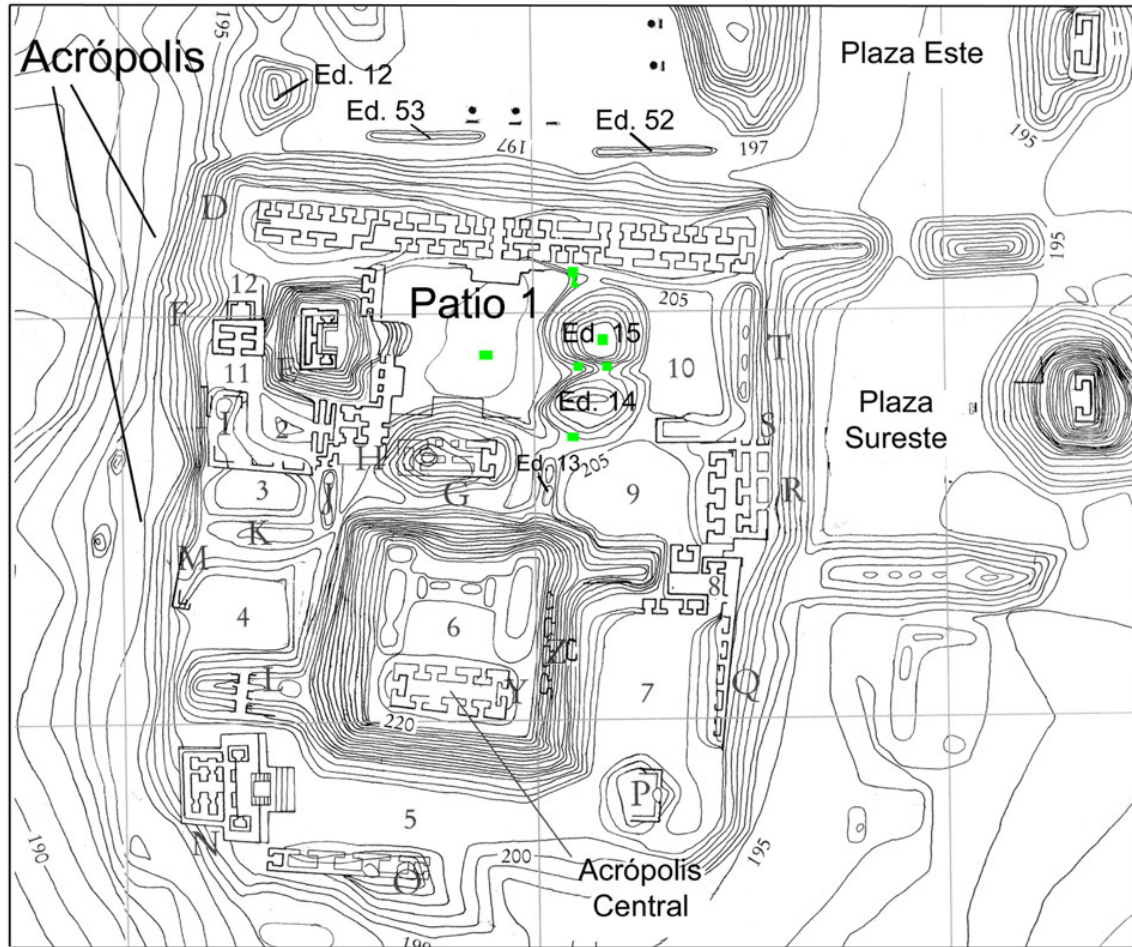 195
Acrópolis
Ed. 12
Ed. 53
Ed. 52
197
197
Plaza Este
195
195
D
12
F
E
11
Patio 1
205
Ed. 15
10
T
Ed. 14
S
I
2
H
G
Ed. 13
205
9
R
Plaza
Sureste
3
J
K
M
4
6
8
Z
L
Y
7
Q
220
P
5
N
O
200
195
190
190
Acrópolis
Central